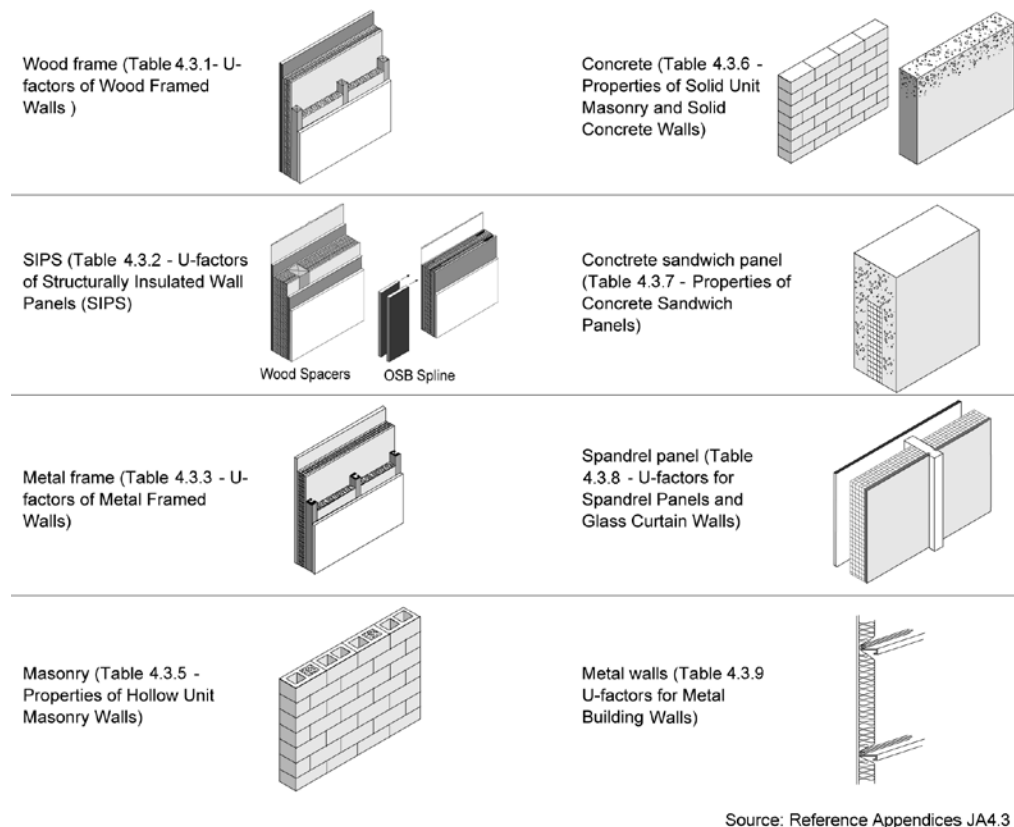 Wood frame (Table 4.3.1- U-
factors of Wood Framed
Walls )
Concrete (Table 4.3.6 -
Properties of Solid Unit
Masonry and Solid
Concrete Walls)
SIPS (Table 4.3.2 - U-factors
of Structurally Insulated Wall
Panels (SIPS)
Wood Spacers
OSB Spline
Conctrete sandwich panel
(Table 4.3.7 - Properties of
Concrete Sandwich
Panels)
Metal frame (Table 4.3.3 - U-
factors of Metal Framed
Walls)
Spandrel panel (Table
4.3.8 - U-factors for
Spandrel Panels and
Glass Curtain Walls)
Masonry (Table 4.3.5 -
Properties of Hollow Unit
Masonry Walls)
Metal walls (Table 4.3.9
U-factors for Metal
Building Walls)
Source: Reference Appendices JA4.3